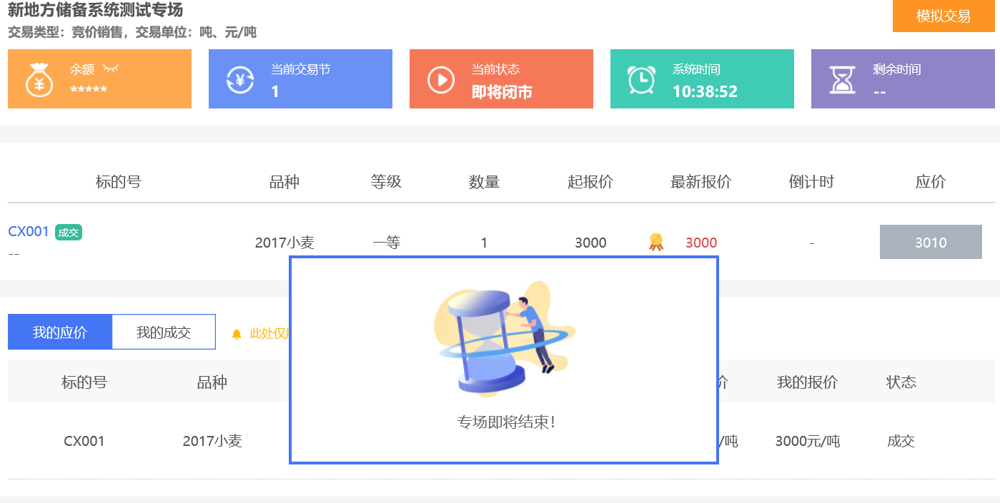 新地方储备系统测试专场
模拟交易
交易类型：竞价销售，交易单位：吨、元/吨
余额
*****
当前交易节
1
当前状态
即将闭市
系统时间
10:38:52
剩余时间
--
标的号 品种 等级 数量 起报价 最新报价 倒计时 应价
CX001 成交
--
2017小麦 一等 1 3000 3000 - 3010
我的应价 我的成交 此处仅
标的号 品种 价 我的报价 状态
CX001 2017小麦 /吨 3000元/吨 成交
专场即将结束！